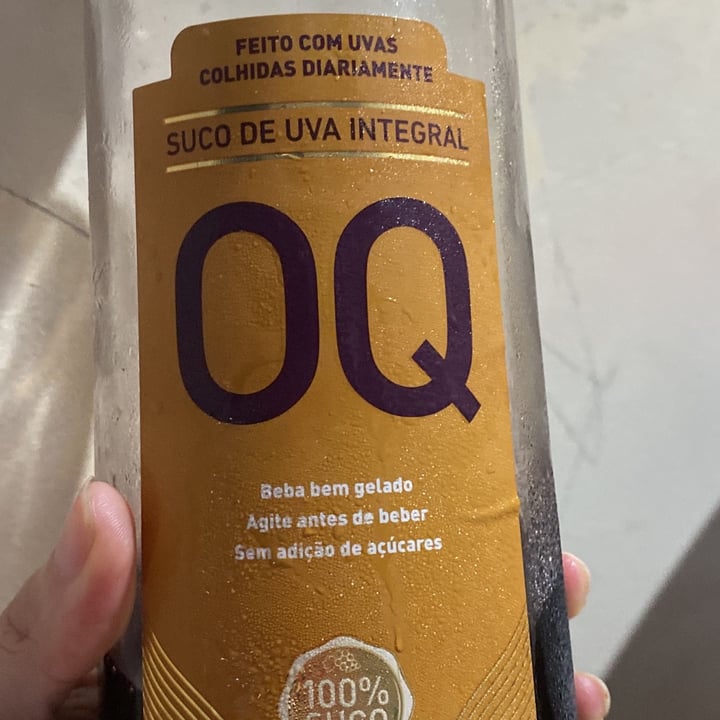 FEITO COM UVAS
COLHIDAS DIARIAMENTE
SUCO DE UVA INTEGRAL
OQ
Beba bem gelado
Agite antes de beber
Sem adição de açúcares
100%
SUCO